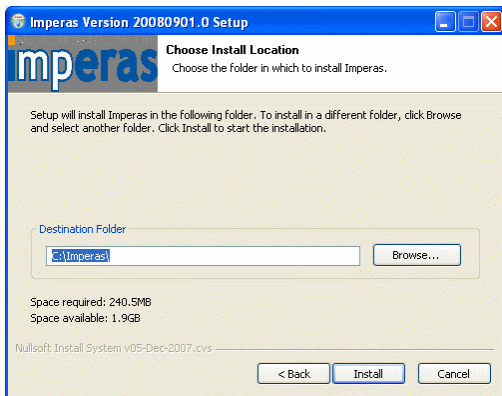 Imperas Version 20080901.0 Setup
imperas
Choose Install Location
Choose the folder in which to install Imperas.
Setup will install Imperas in the following folder. To install in a different folder, click Browse
and select another folder. Click Install to start the installation.
Destination Folder
C:\Imperas\
Browse...
Space required: 240.5MB
Space available: 1.9GB
Nullsoft Install System v05-Dec-2007.cvs
< Back
Install
Cancel